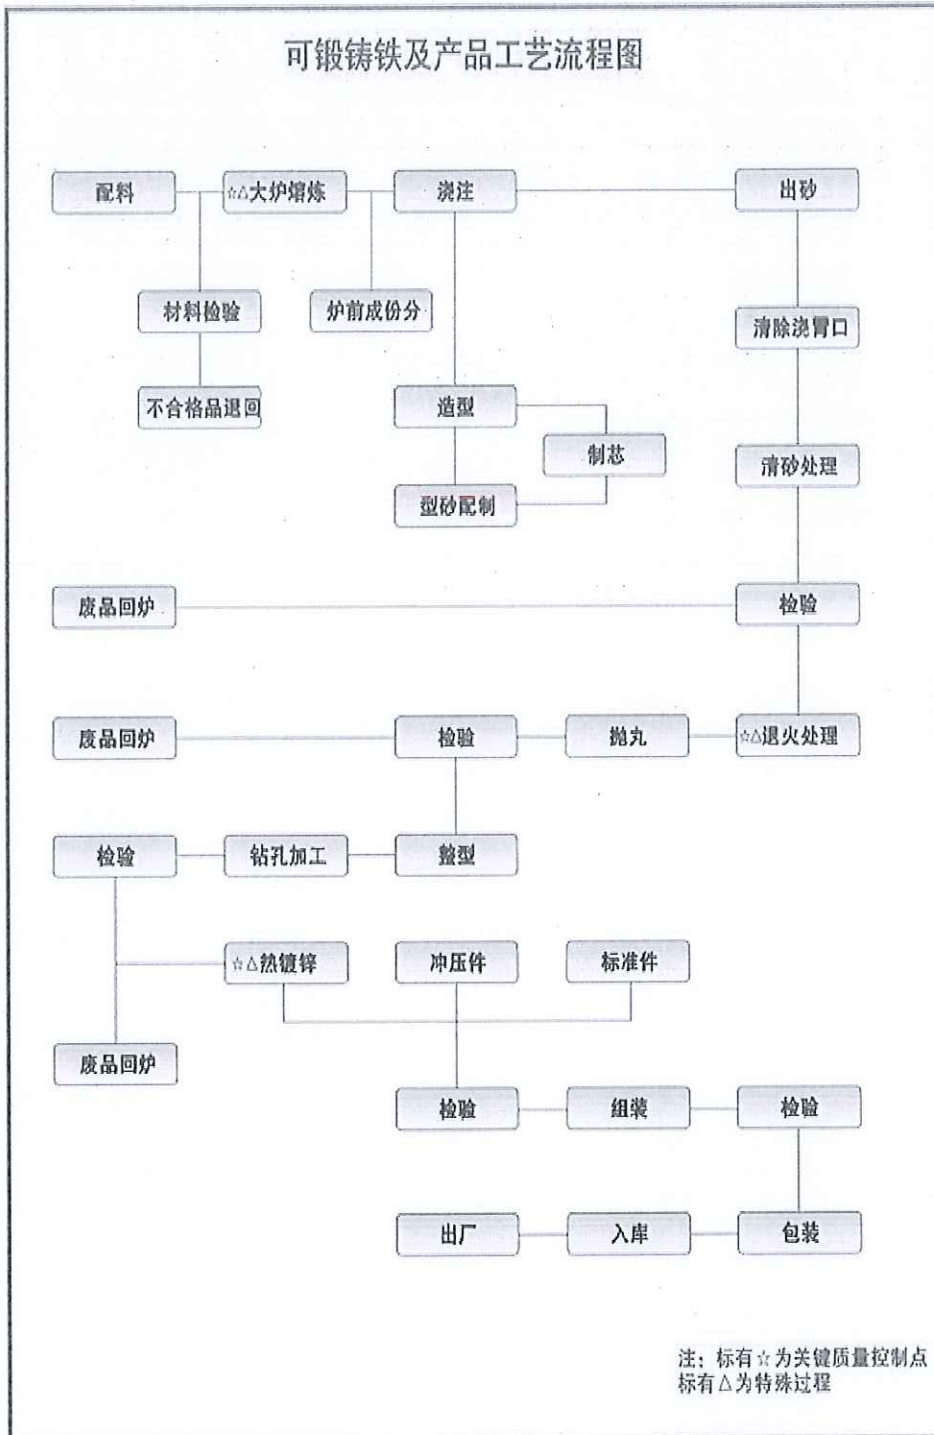 可锻铸铁及产品工艺流程图
配料
☆△大炉熔炼
浇注
出砂
材料检验
炉前成份分
清除浇冒口
不合格品退回
造型
制芯
清砂处理
型砂配制
废品回炉
检验
废品回炉
检验
抛丸
☆△退火处理
检验
钻孔加工
整型
☆△热镀锌
冲压件
标准件
废品回炉
检验
组装
检验
出厂
入库
包装
注：标有☆为关键质量控制点
标有△为特殊过程